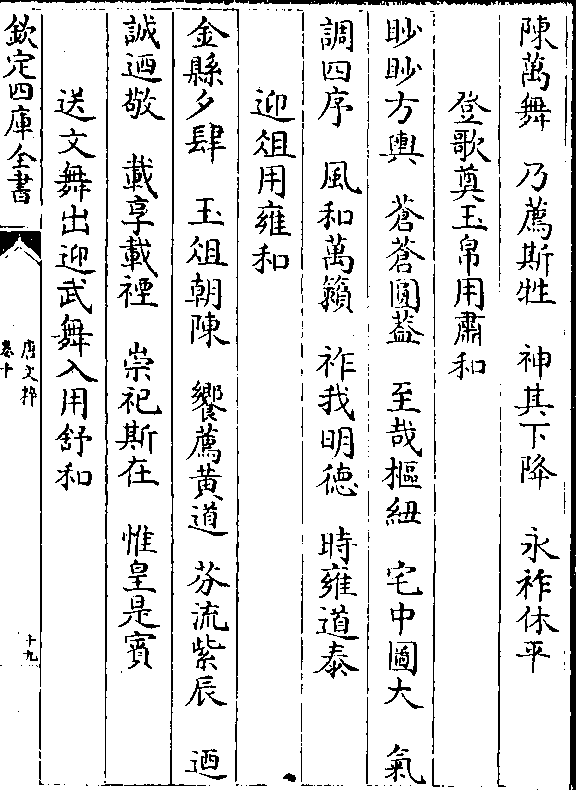 陳萬舞　乃薦斯牲　神其下降　永祚休平
登歌奠玉帛用肅和
眇眇方輿　蒼蒼圓葢　至哉樞紐　宅中圖大　氣
調四序　風和萬籟　祚我明德　時雍道泰
迎俎用雍和
金縣夕肆　玉俎朝陳　饗薦黃道　芬流紫辰　迺
誠迺敬　載享載禋　崇祀斯在　惟皇是賓
送文舞出迎武舞入用舒和
欽定四庫全書
唐文粹
卷十
十九